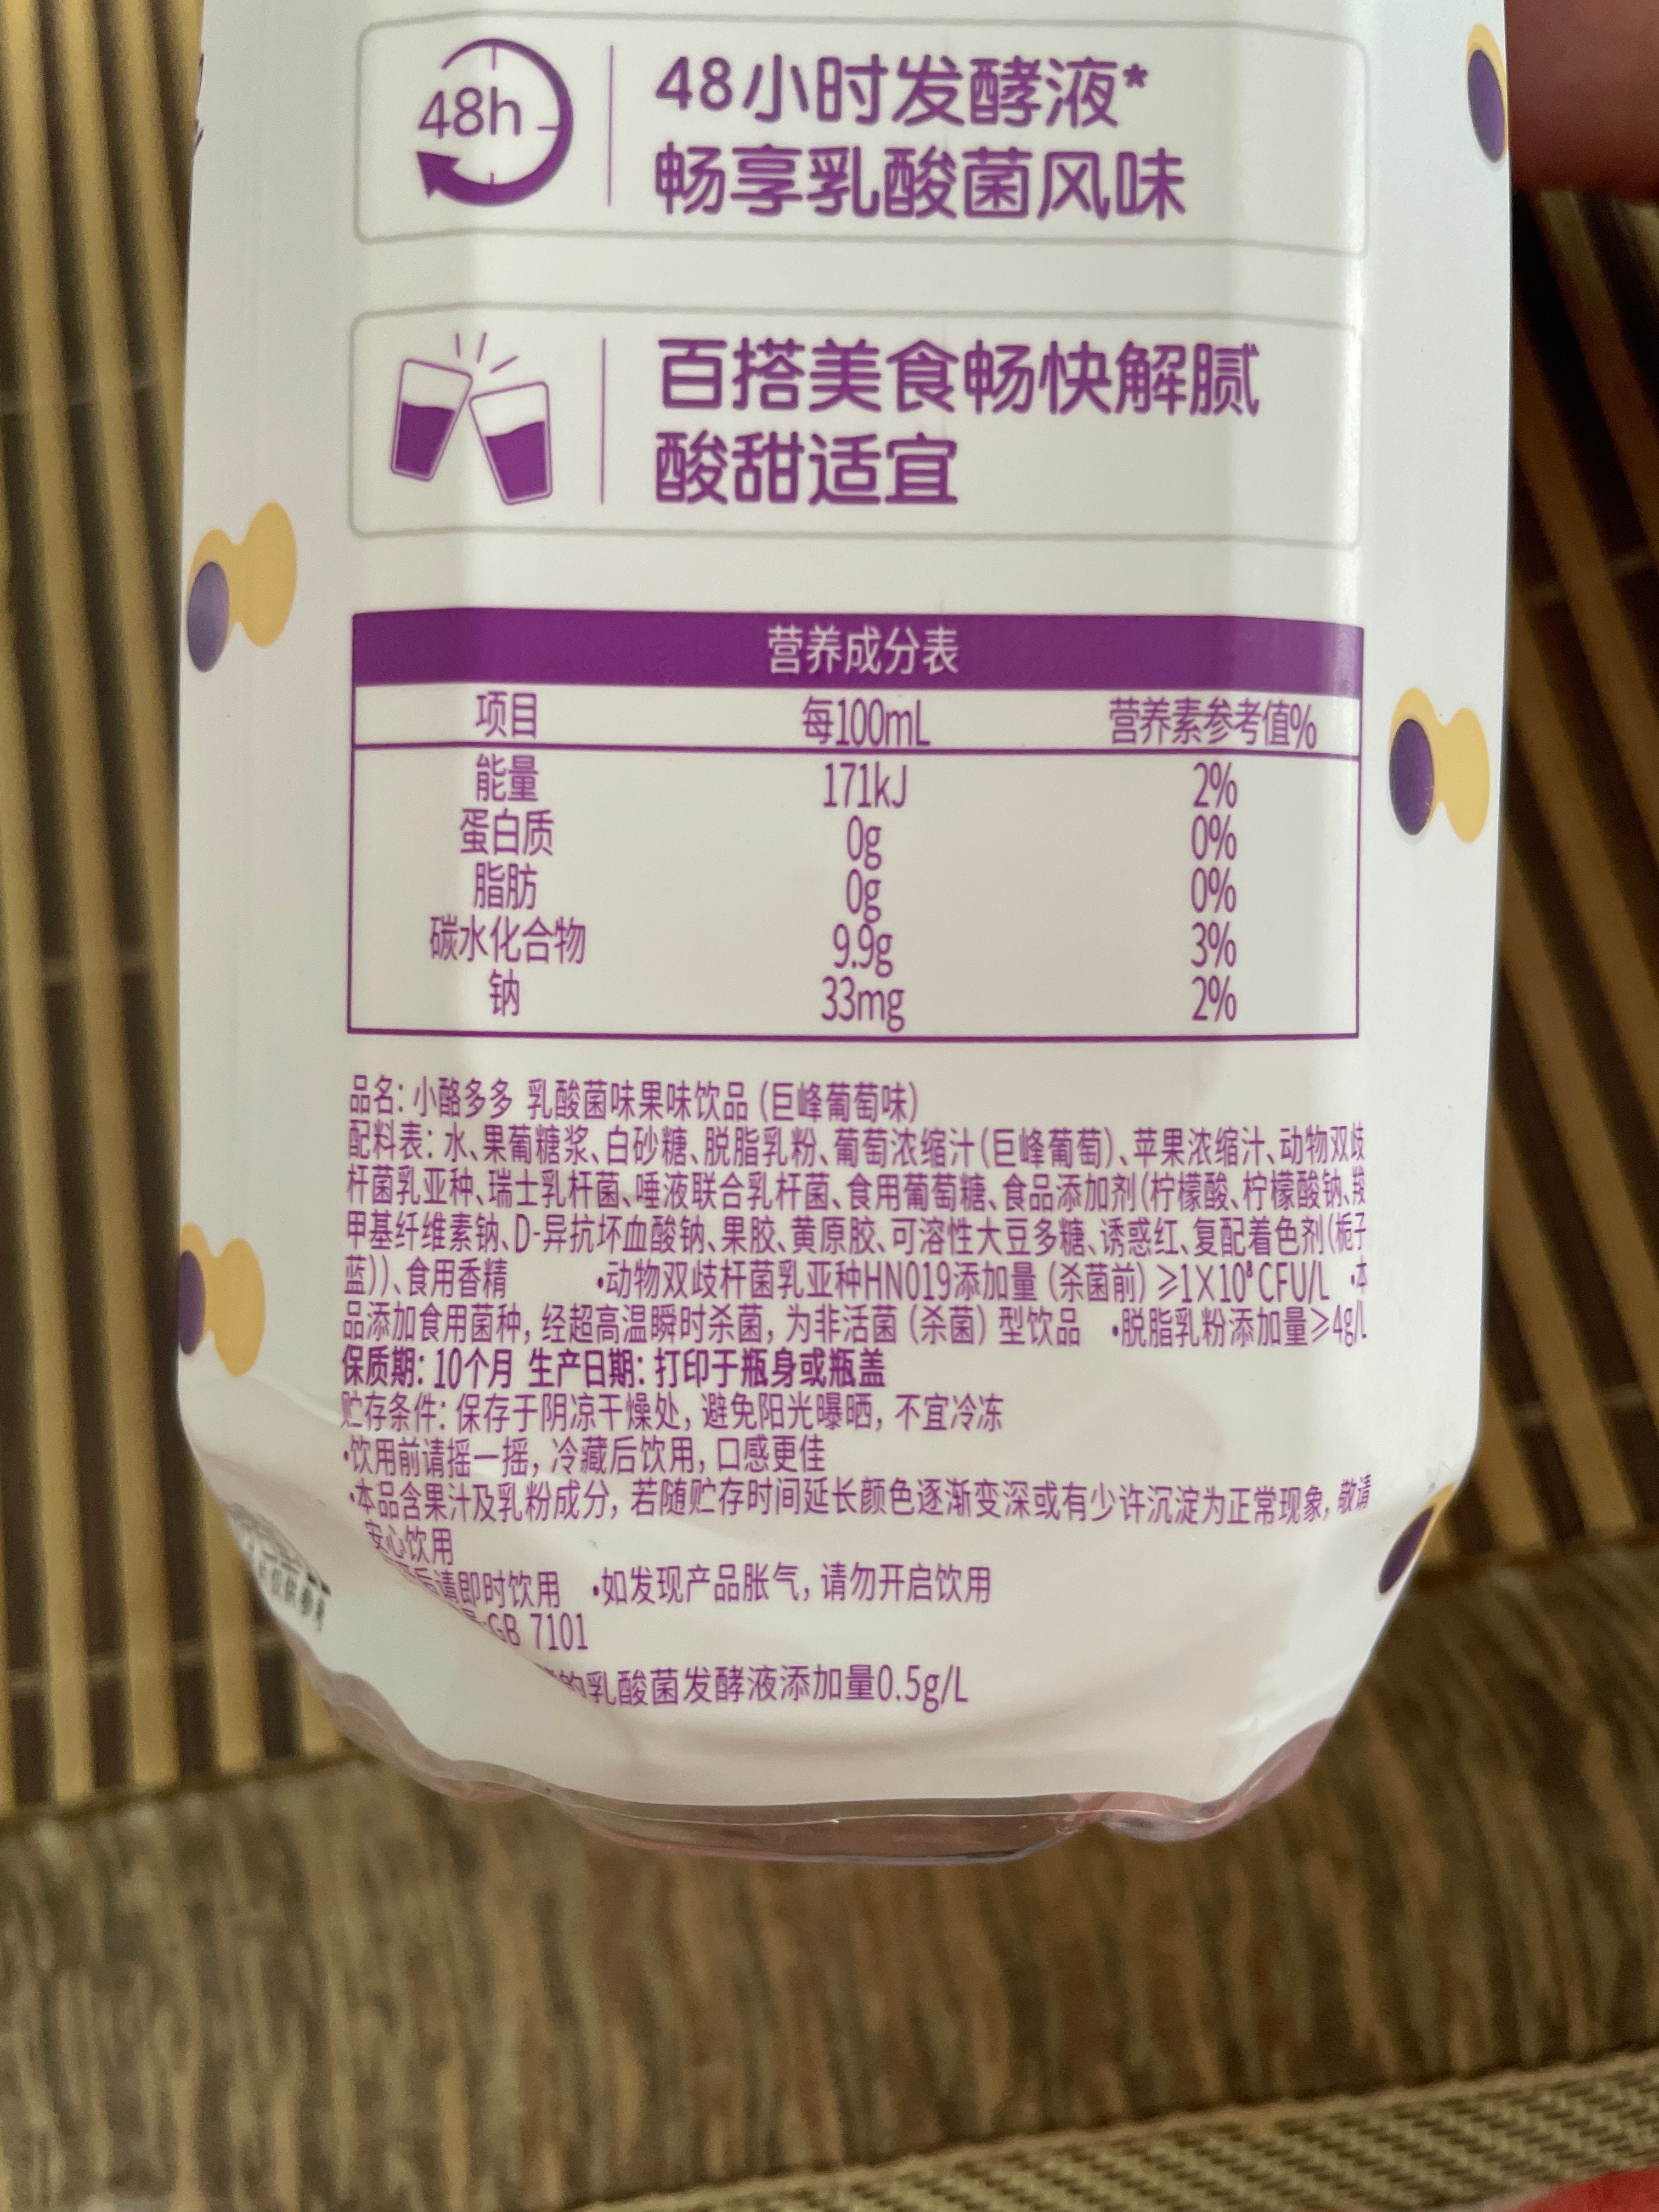 48h
48小时发酵液*
畅享乳酸菌风味
百搭美食畅快解腻
酸甜适宜
营养成分表
项目 每100mL 营养素参考值%
能量 171kJ 2%
蛋白质 0g 0%
脂肪 0g 0%
碳水化合物 9.9g 3%
钠 33mg 2%
品名: 小酪多多 乳酸菌味果味饮品 (巨峰葡萄味)
配料表: 水、果葡糖浆、白砂糖、脱脂乳粉、葡萄浓缩汁(巨峰葡萄)、苹果浓缩汁、动物双歧
杆菌乳亚种、瑞士乳杆菌、唾液联合乳杆菌、食用葡萄糖、食品添加剂(柠檬酸、柠檬酸钠、羧
甲基纤维素钠、D-异抗坏血酸钠、果胶、黄原胶、可溶性大豆多糖、诱惑红、复配着色剂(栀子
蓝))、食用香精 •动物双歧杆菌乳亚种HN019添加量 (杀菌前) ≥1X10⁸CFU/L •本
品添加食用菌种, 经超高温瞬时杀菌, 为非活菌 (杀菌) 型饮品 •脱脂乳粉添加量≥4g/L
保质期: 10个月 生产日期: 打印于瓶身或瓶盖
贮存条件: 保存于阴凉干燥处, 避免阳光曝晒, 不宜冷冻
•饮用前请摇一摇, 冷藏后饮用, 口感更佳
•本品含果汁及乳粉成分, 若随贮存时间延长颜色逐渐变深或有少许沉淀为正常现象, 敬请
安心饮用
后请即时饮用 •如发现产品胀气, 请勿开启饮用
GB 7101
的乳酸菌发酵液添加量0.5g/L